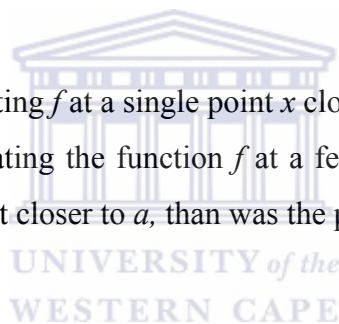 ting f at a single point x clo
ating the function f at a fe
t closer to a, than was the p
UNIVERSITY of the
WESTERN CAPE